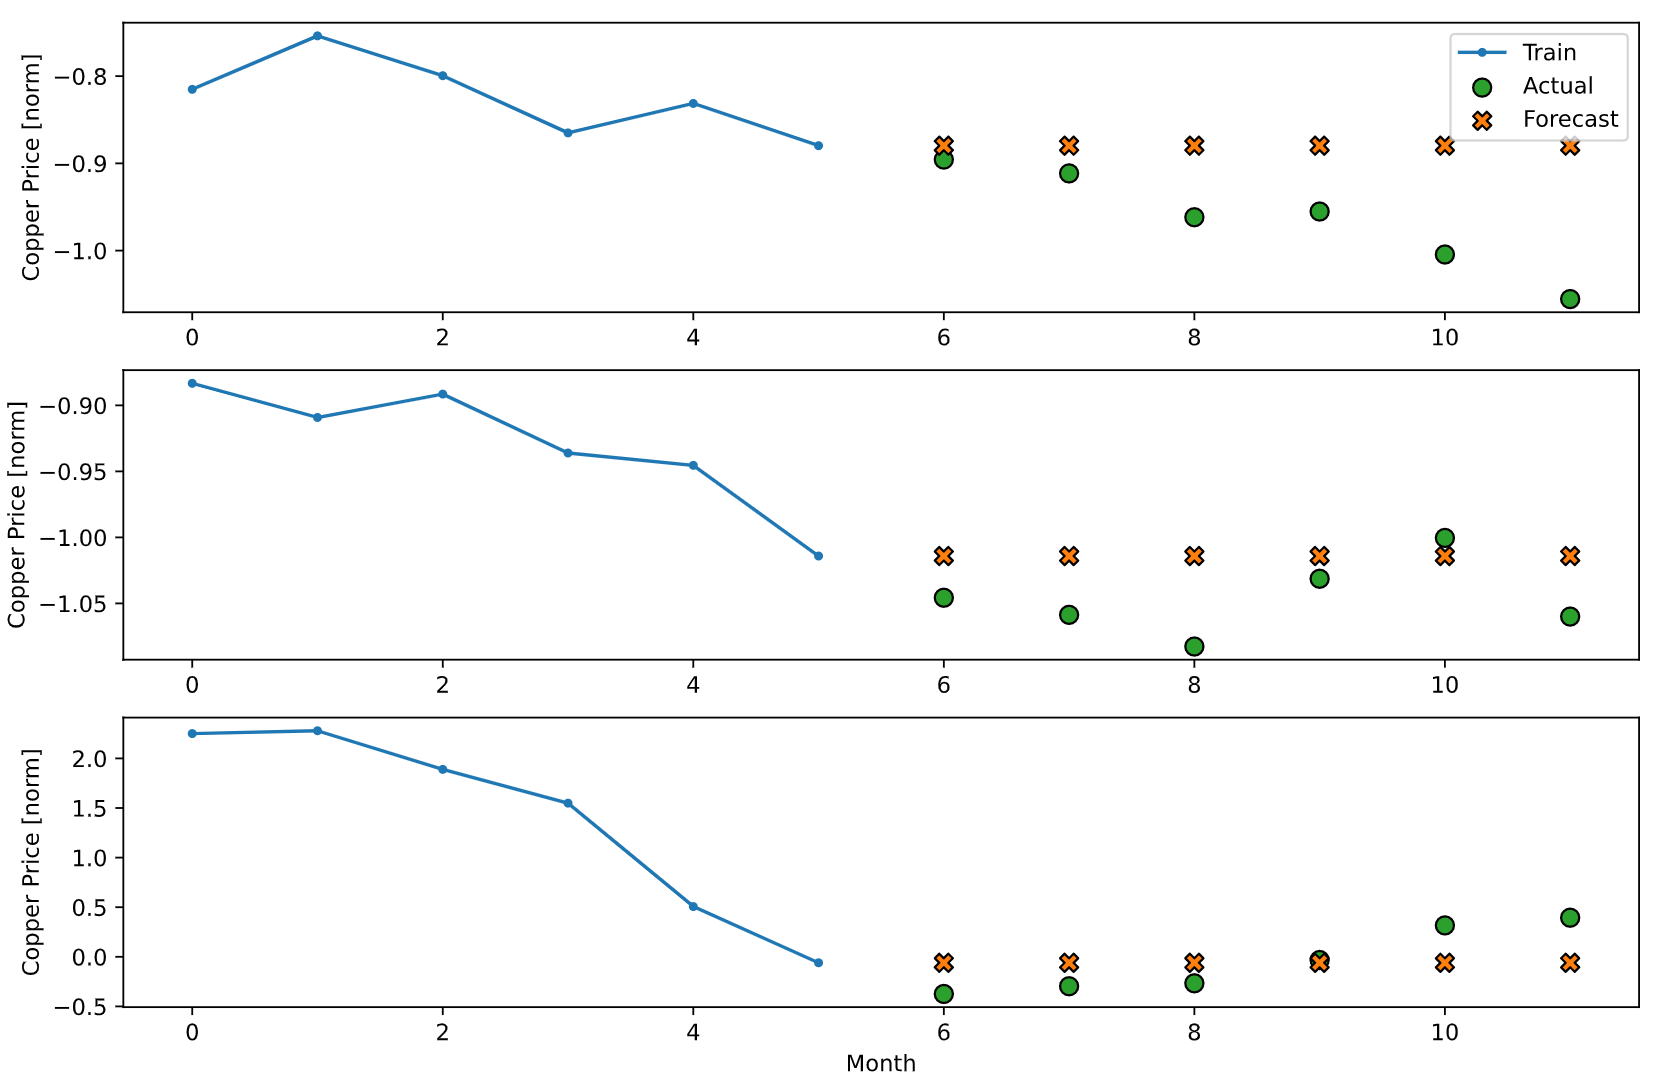 Copper Price [norm]
−0.8
−0.9
−1.0
Train
Actual
Forecast
0 2 4 6 8 10
Copper Price [norm]
−0.90
−0.95
−1.00
−1.05
0 2 4 6 8 10
Copper Price [norm]
2.0
1.5
1.0
0.5
0.0
−0.5
0 2 4 6 8 10
Month